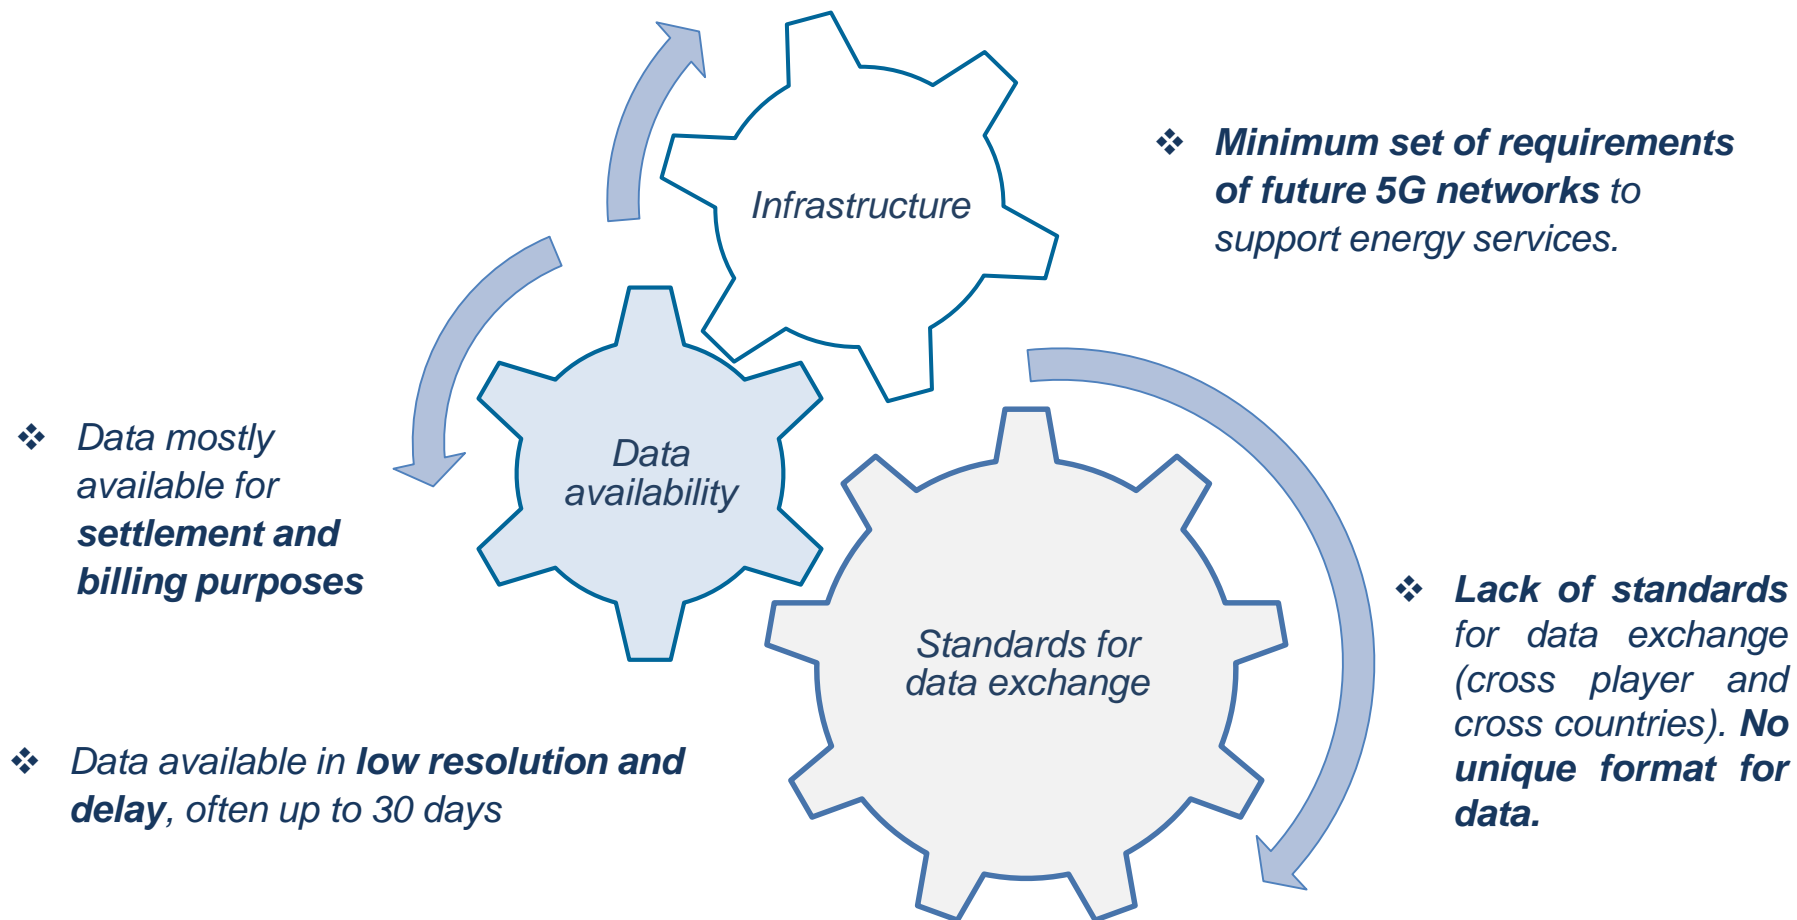 Infrastructure
❖ Minimum set of requirements
of future 5G networks to
support energy services.
Data
availability
❖ Data mostly
available for
settlement and
billing purposes
Standards for
data exchange
❖ Lack of standards
for data exchange
(cross player and
cross countries). No
unique format for
data.
❖ Data available in low resolution and
delay, often up to 30 days